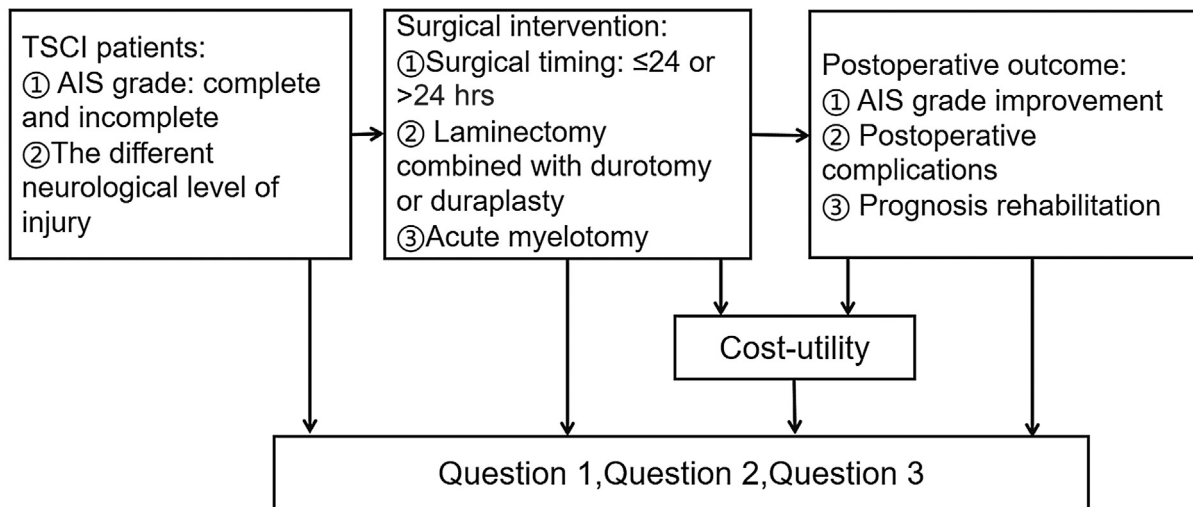 TSCI patients:
① AIS grade: complete
and incomplete
②The different
neurological level of
injury
Surgical intervention:
①Surgical timing: ≤24 or
>24 hrs
② Laminectomy
combined with durotomy
or duraplasty
③Acute myelotomy
Postoperative outcome:
① AIS grade improvement
② Postoperative
complications
③ Prognosis rehabilitation
Cost-utility
Question 1,Question 2,Question 3